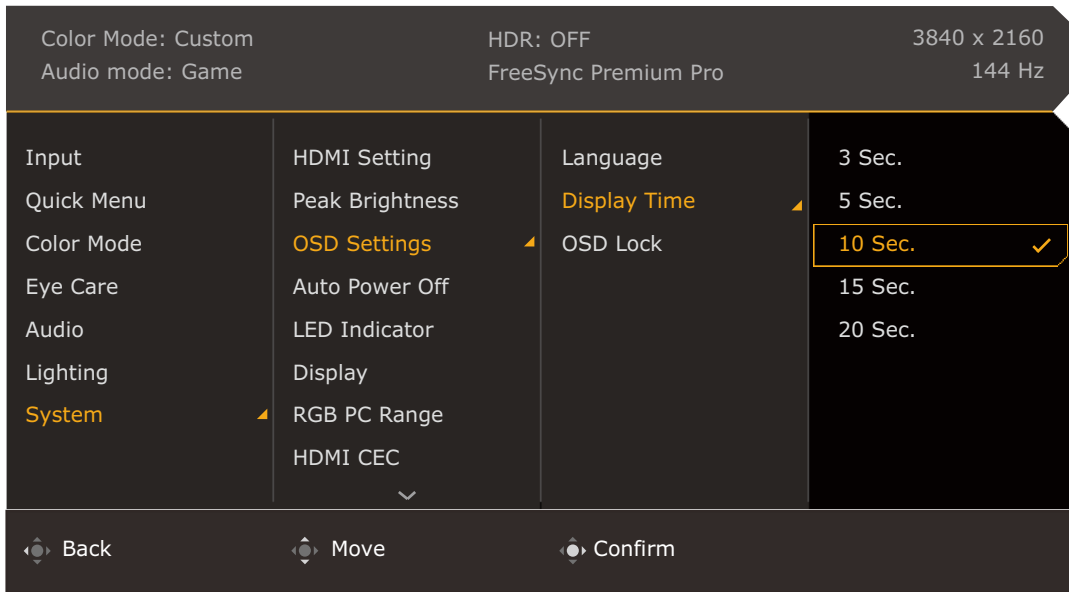 Color Mode: Custom
HDR: OFF
3840 x 2160
Audio mode: Game
FreeSync Premium Pro
144 Hz
Input
Quick Menu
Color Mode
Eye Care
Audio
Lighting
System
HDMI Setting
Peak Brightness
OSD Settings
Auto Power Off
LED Indicator
Display
RGB PC Range
HDMI CEC
Language
Display Time
OSD Lock
3 Sec.
5 Sec.
10 Sec.
15 Sec.
20 Sec.
Back
Move
Confirm